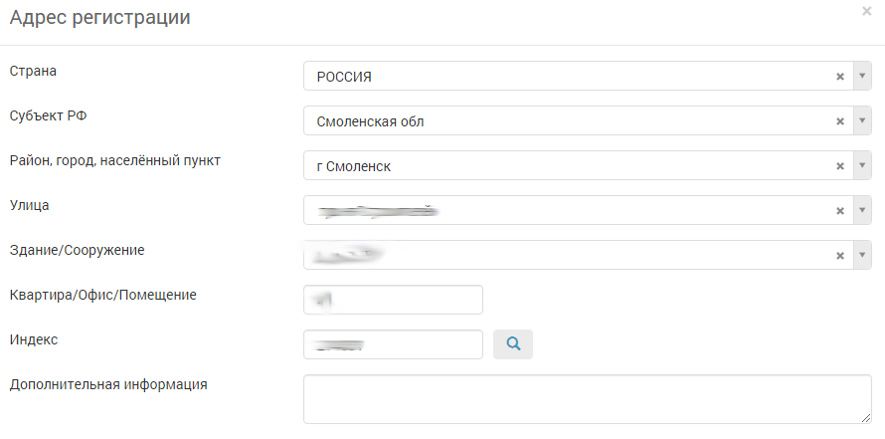 Адрес регистрации
Страна
РОССИЯ
Субъект РФ
Смоленская обл
Район, город, населённый пункт
г Смоленск
Улица
Здание/Сооружение
Квартира/Офис/Помещение
Индекс
Дополнительная информация